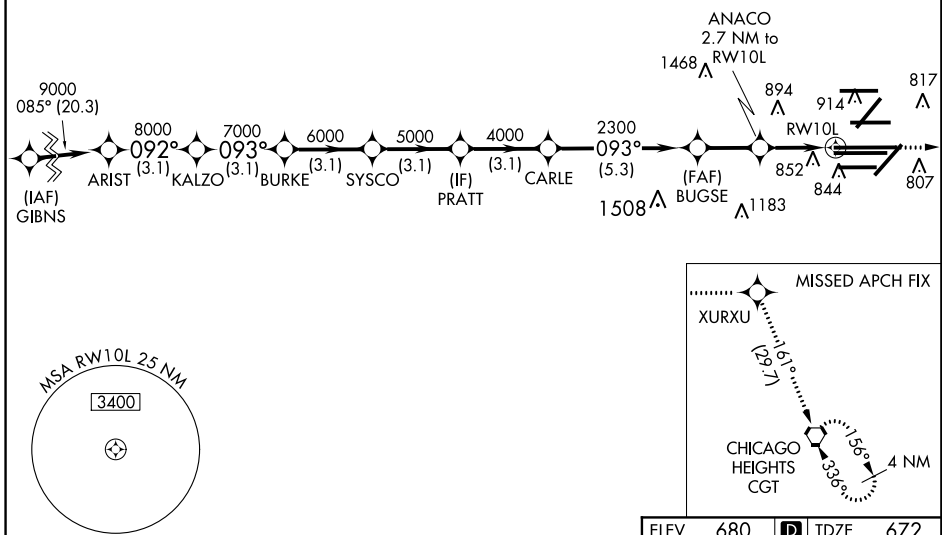 ANACO
2.7 NM to
RW10L
1468
894
914
817
9000
085° (20.3)
8000
7000
6000
5000
4000
2300
RW10L
092°
093°
093°
(3.1)
(3.1)
(3.1)
(3.1)
(3.1)
(5.3)
ARIST
KALZO
BURKE
SYSCO
(IF)
PRATT
CARLE
(FAF)
BUGSE
852
844
807
(IAF)
GIBNS
1508
1183
MISSED APCH FIX
XURXU
161°
(29.7)
CHICAGO
HEIGHTS
CGT
156°
336°
4 NM
MSA RW10L 25 NM
3400
ELEV 680 D TDZE 672